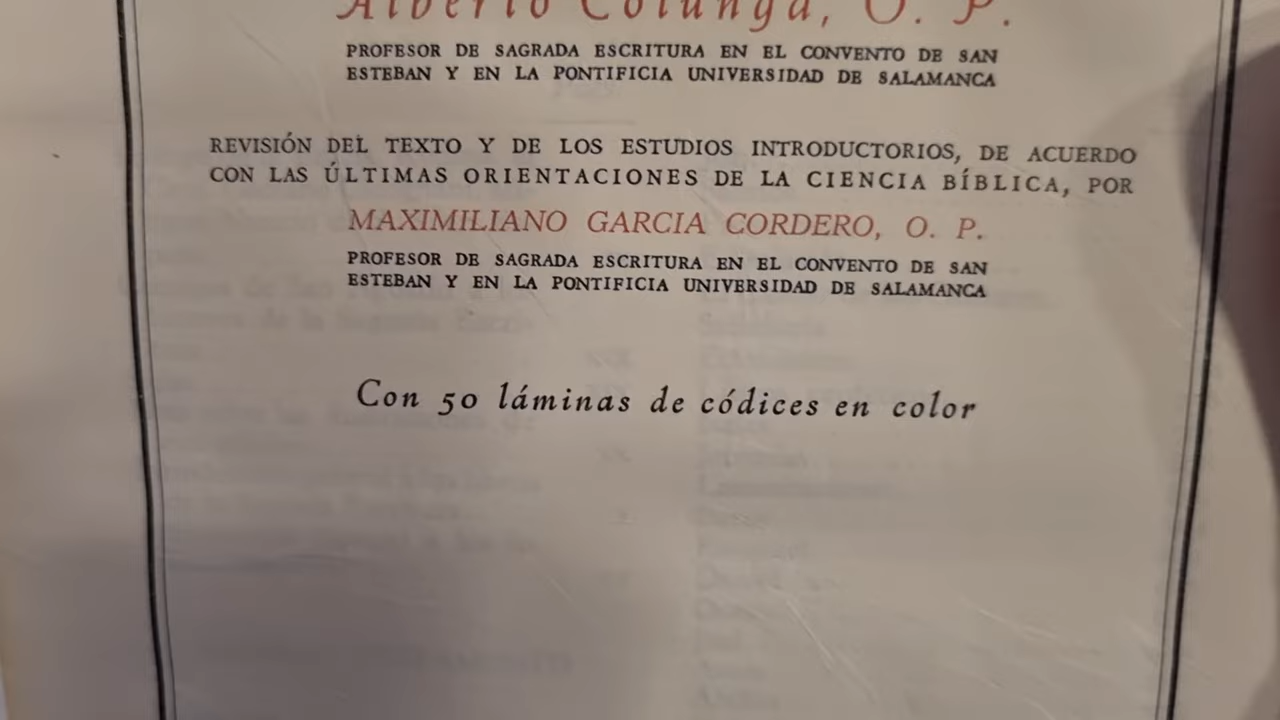 Alberto Colunga, O. P.
PROFESOR DE SAGRADA ESCRITURA EN EL CONVENTO DE SAN
ESTEBAN Y EN LA PONTIFICIA UNIVERSIDAD DE SALAMANCA
REVISIÓN DEL TEXTO Y DE LOS ESTUDIOS INTRODUCTORIOS, DE ACUERDO
CON LAS ÚLTIMAS ORIENTACIONES DE LA CIENCIA BÍBLICA, POR
MAXIMILIANO GARCIA CORDERO, O. P.
PROFESOR DE SAGRADA ESCRITURA EN EL CONVENTO DE SAN
ESTEBAN Y EN LA PONTIFICIA UNIVERSIDAD DE SALAMANCA
Con 50 láminas de códices en color